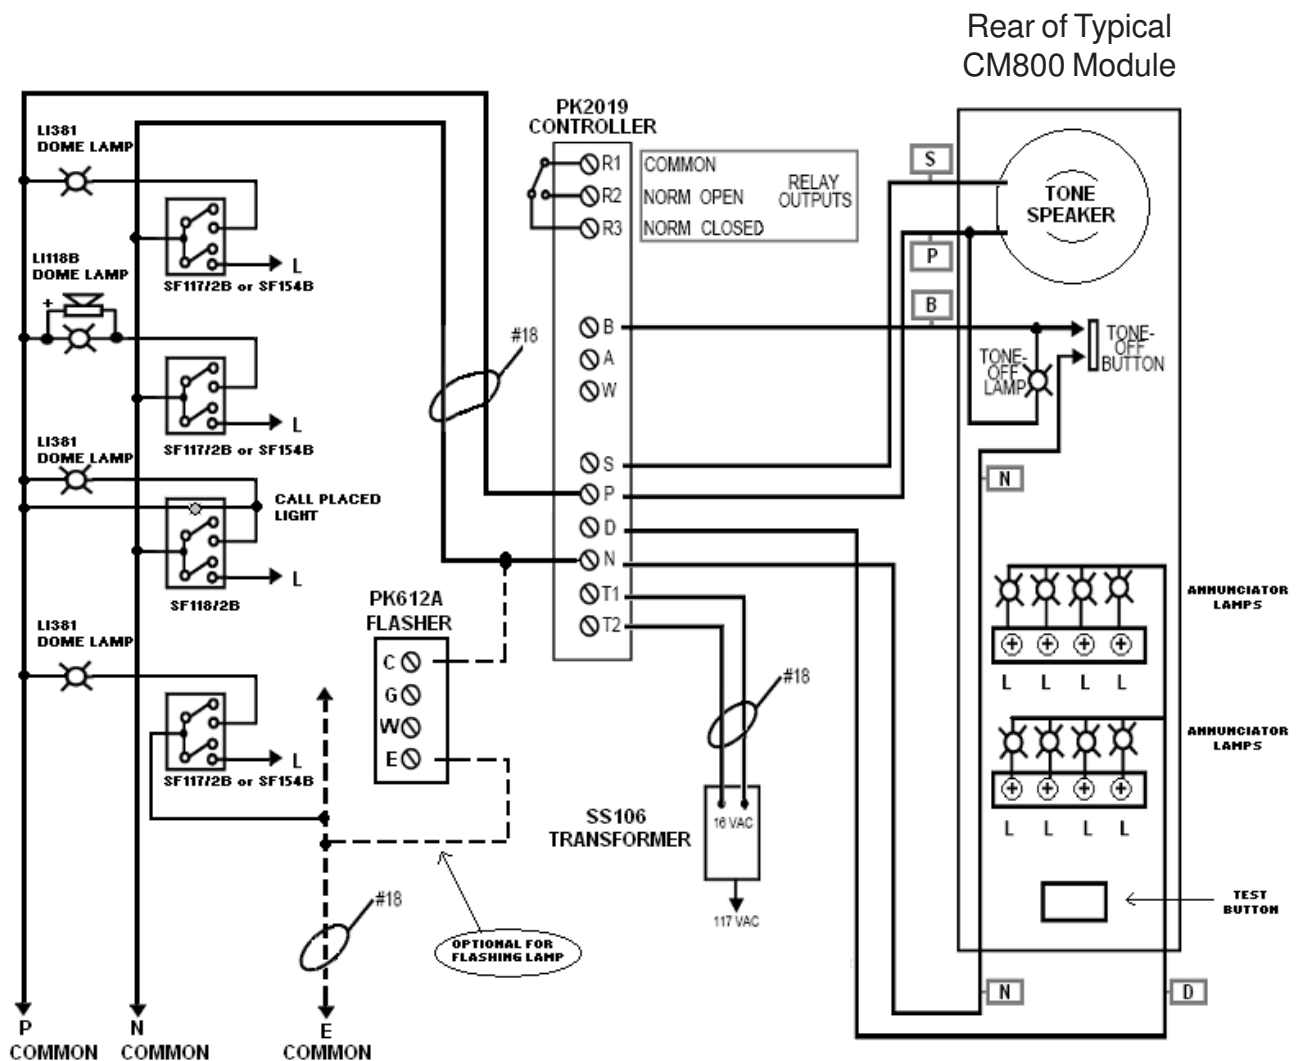 Rear of Typical
CM800 Module
PK2019
CONTROLLER
LI381
DOME LAMP
R1
COMMON
R2
NORM OPEN
R3
NORM CLOSED
RELAY
OUTPUTS
S
TONE
SPEAKER
P
B
L
SF117/2B or SF154B
LI118B
DOME LAMP
+
#18
B
A
W
TONE-
OFF
LAMP
TONE-
OFF
BUTTON
L
SF117/2B or SF154B
LI381
DOME LAMP
CALL PLACED
LIGHT
L
SF118/2B
S
P
D
N
T1
T2
N
PK612A
FLASHER
C
G
W
E
LI381
DOME LAMP
L
SF117/2B or SF154B
#18
SS106
TRANSFORMER
16 VAC
117 VAC
ANNUNCIATOR
LAMPS
+ + + +
L L L L
ANNUNCIATOR
LAMPS
+ + + +
L L L L
TEST
BUTTON
#18
OPTIONAL FOR
FLASHING LAMP
N
D
P
COMMON
N
COMMON
E
COMMON